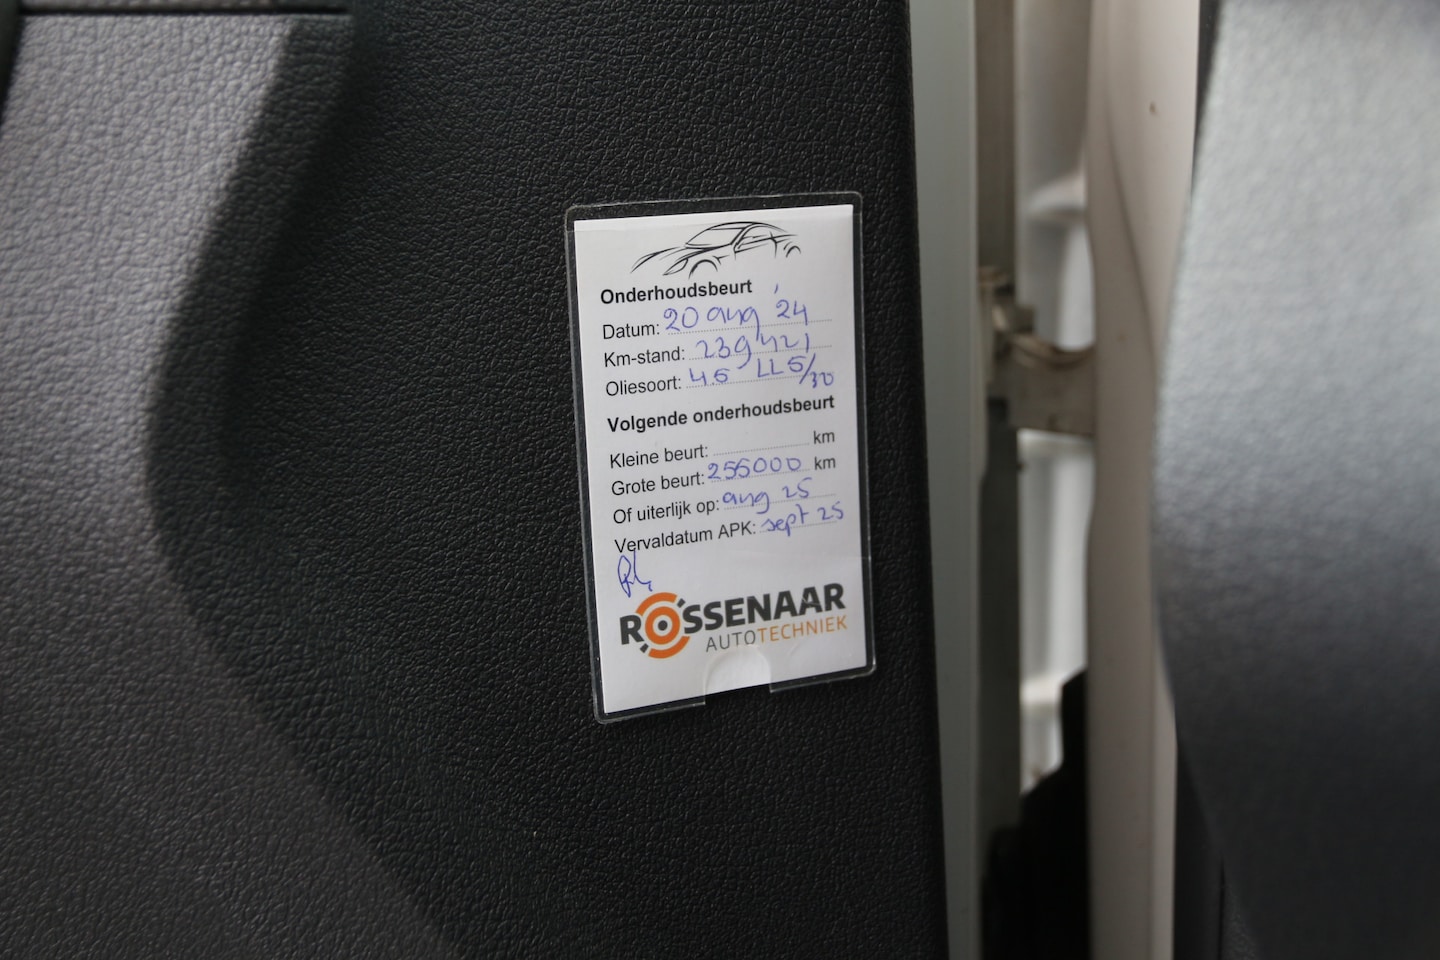 Onderhoudsbeurt
Datum: 20 aug '24
Km-stand: 239421
Oliesoort: 4.5 LL 5/30
Volgende onderhoudsbeurt
Kleine beurt: km
Grote beurt: 255000 km
Of uiterlijk op: aug 25
Vervaldatum APK: sept 25
ROSSENAAR
AUTOTECHNIEK